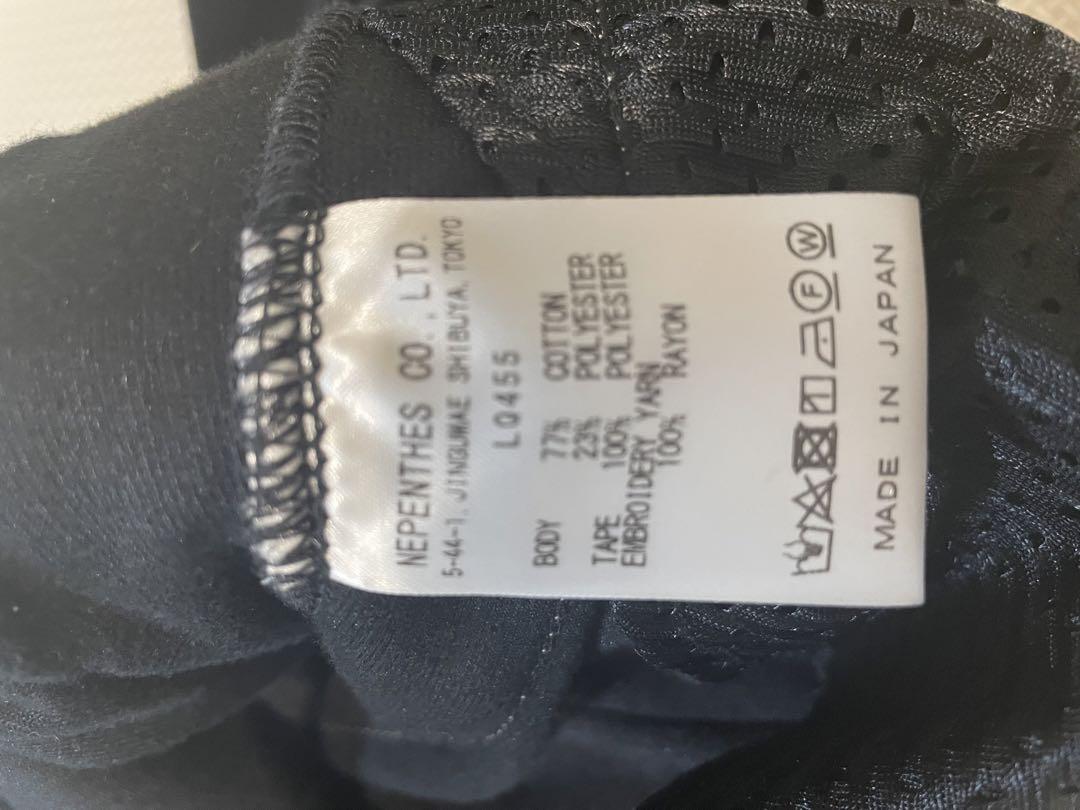 NEPENTHES CO., LTD.
5-44-1, JINGUMAE SHIBUYA, TOKYO
LQ455
BODY 77% COTTON
23% POLYESTER
TAPE 100% POLYESTER
EMBROIDERY YARN
100% RAYON
F W
MADE IN JAPAN